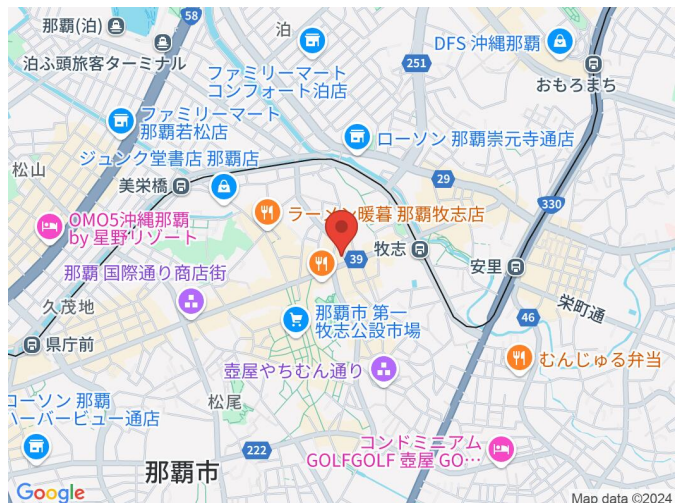 58
那覇(泊)
泊ふ頭旅客ターミナル
泊
ファミリーマート
コンフォート泊店
251
DFS 沖縄那覇
おもろまち
ファミリーマート
那覇若松店
ローソン 那覇崇元寺通店
松山
ジュンク堂書店 那覇店
美栄橋
29
330
OMO5沖縄那覇
by 星野リゾート
ラーメン暖暮 那覇牧志店
牧志
39
安里
那覇 国際通り商店街
久茂地
栄町通
那覇市 第一
牧志公設市場
46
県庁前
壺屋やちむん通り
むんじゅる弁当
ローソン 那覇
ハーバービュー通店
松尾
222
コンドミニアム
GOLFGOLF 壺屋 GO…
那覇市
Google
Map data ©2024